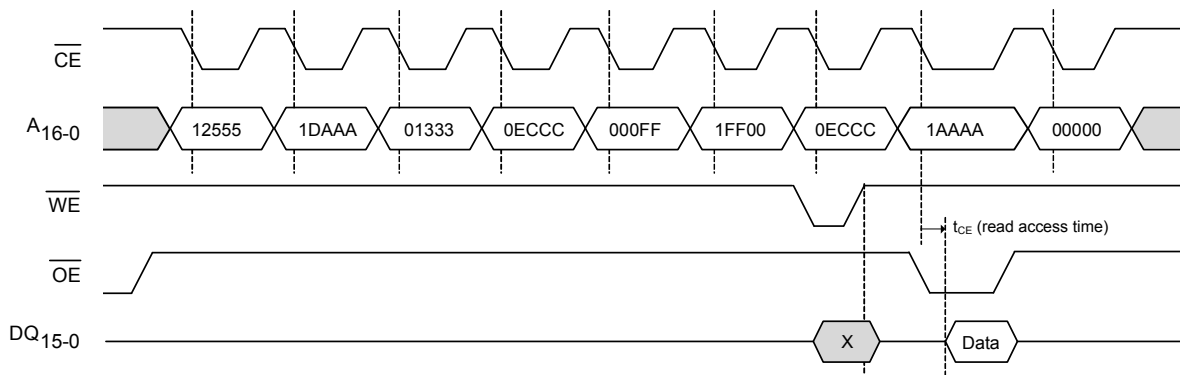 CE
A16-0 12555 1DAAA 01333 0ECCC 000FF 1FF00 0ECCC 1AAAA 00000
WE
tCE (read access time)
OE
DQ15-0 X Data